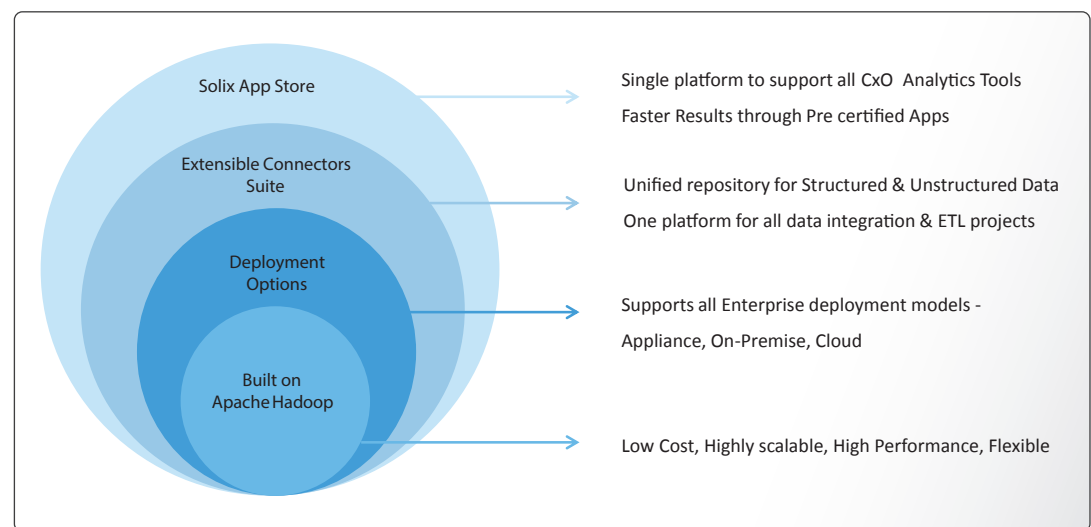 Solix App Store
Single platform to support all CxO Analytics Tools
Faster Results through Pre certified Apps
Extensible Connectors
Suite
Unified repository for Structured & Unstructured Data
One platform for all data integration & ETL projects
Deployment
Options
Supports all Enterprise deployment models -
Appliance, On-Premise, Cloud
Built on
Apache Hadoop
Low Cost, Highly scalable, High Performance, Flexible